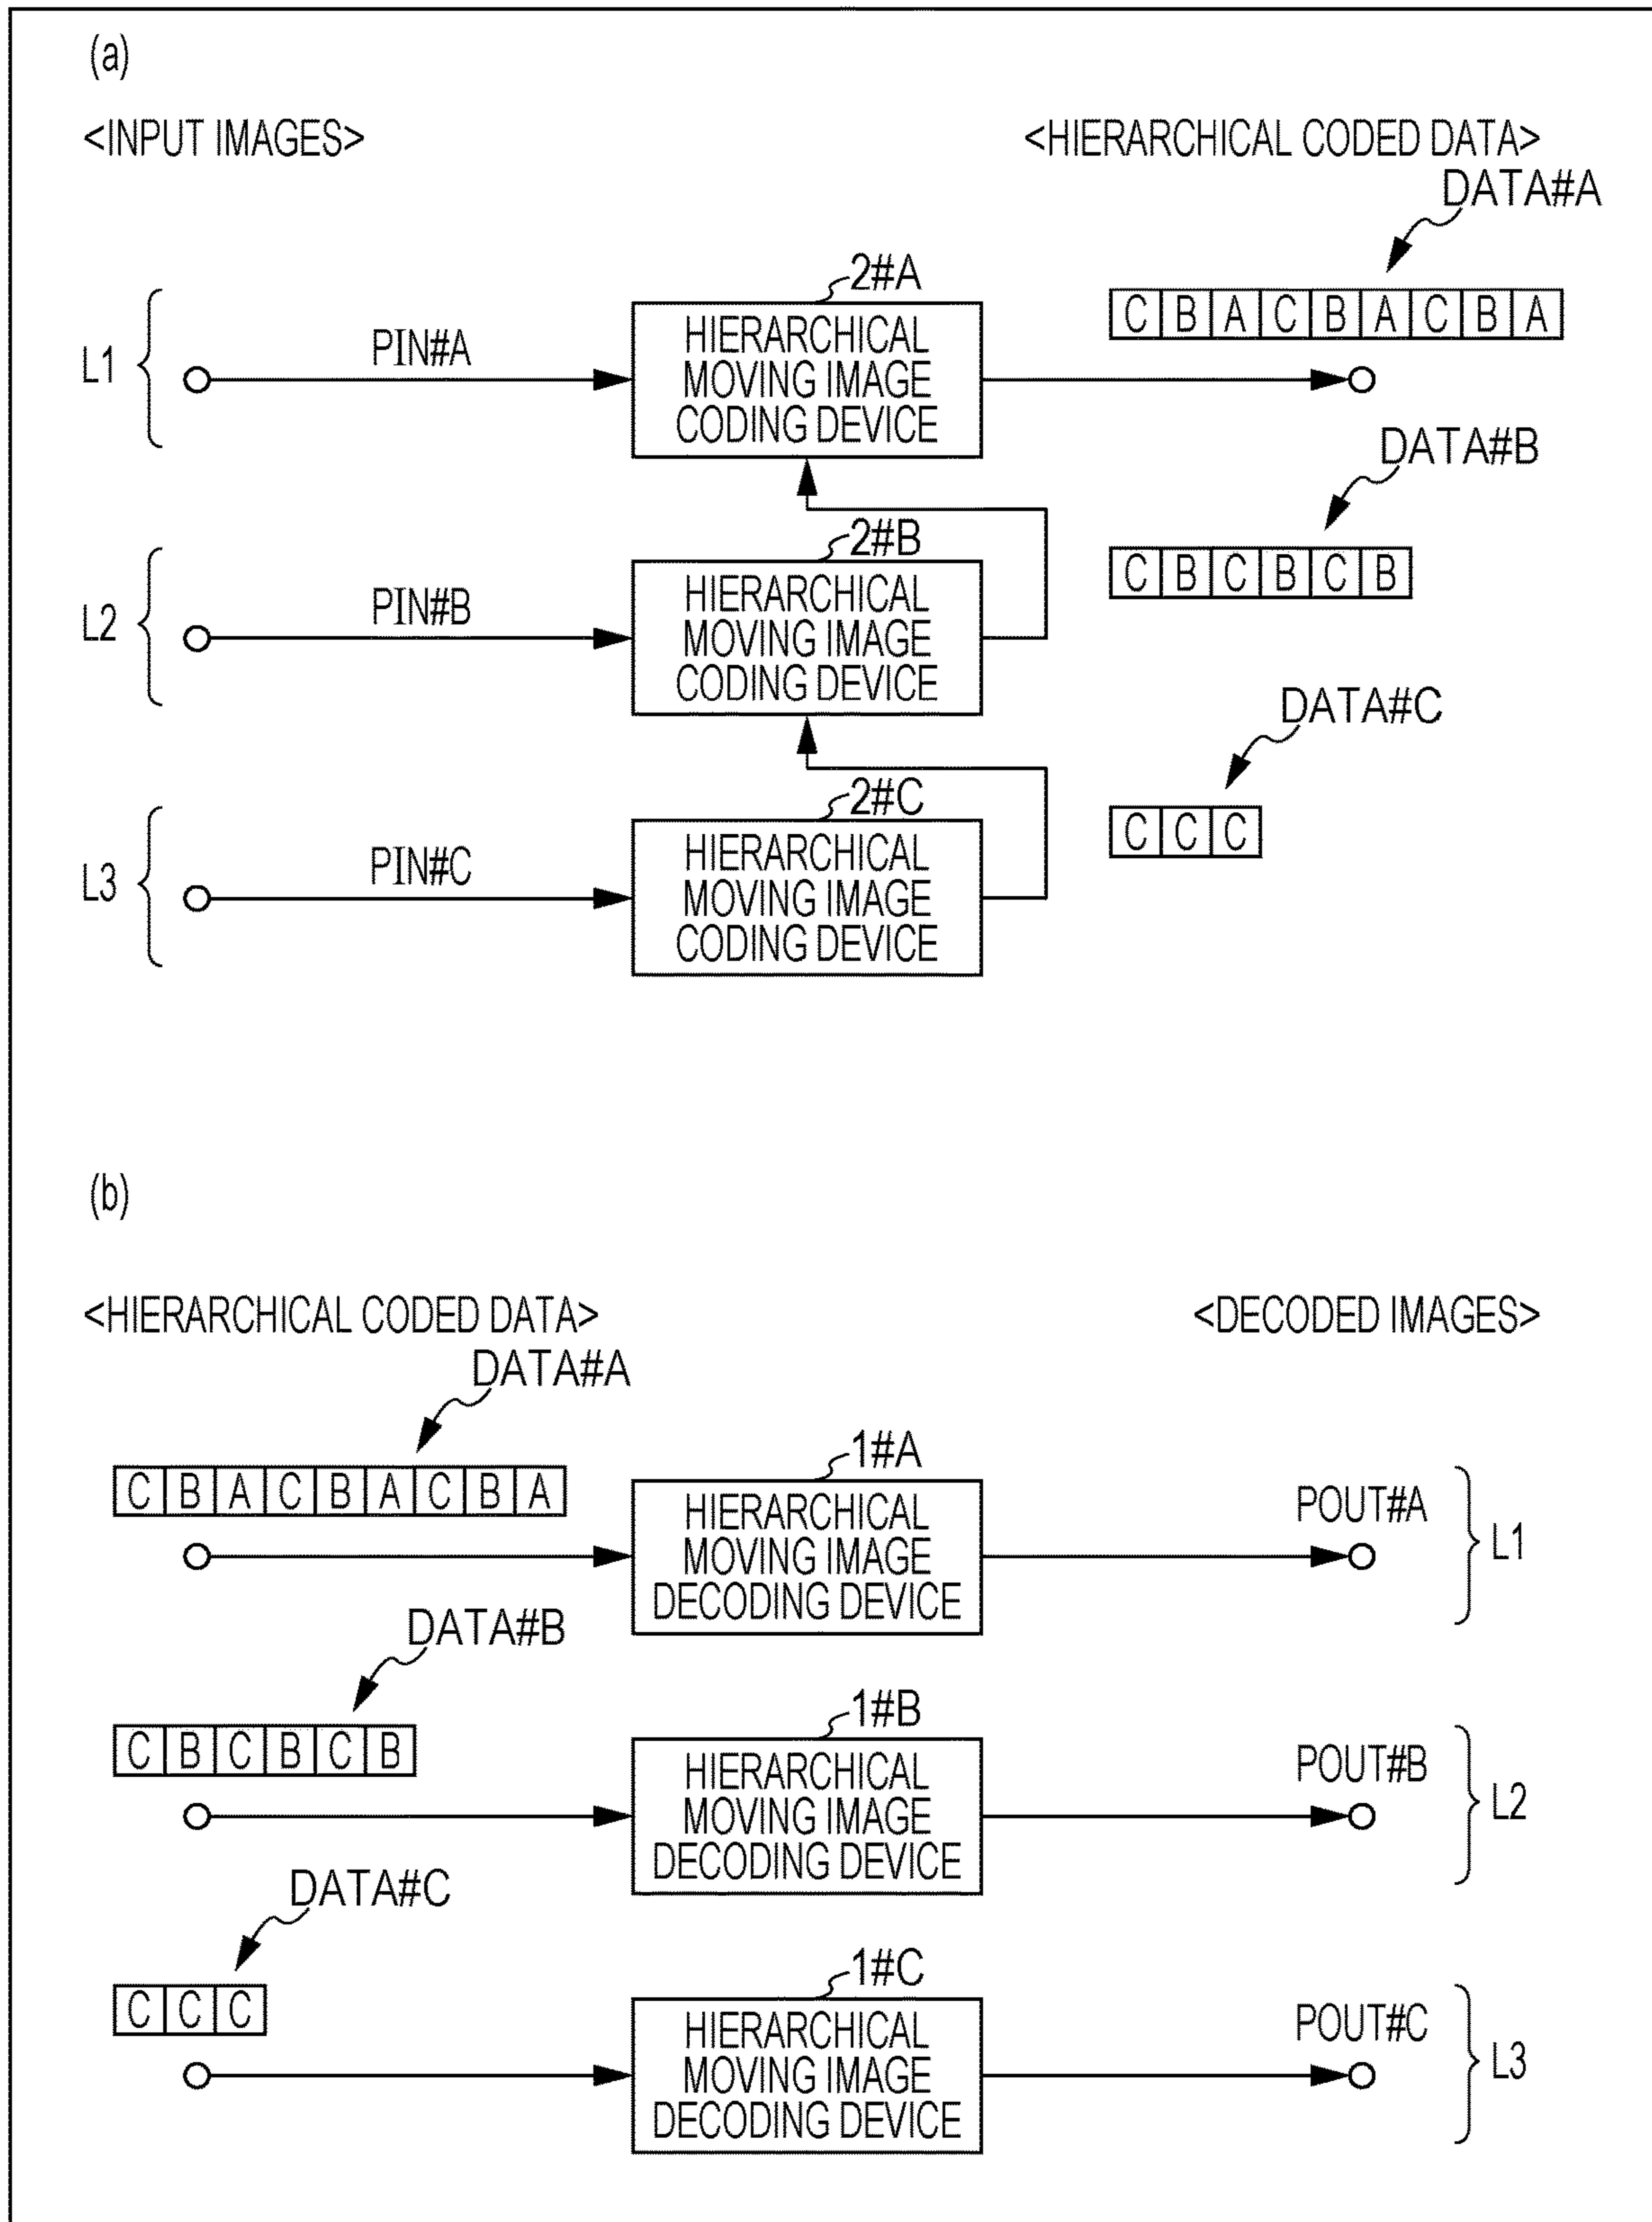 (a)
<INPUT IMAGES>
<HIERARCHICAL CODED DATA>
DATA#A
2#A
C B A C B A C B A
L1
PIN#A
HIERARCHICAL
MOVING IMAGE
CODING DEVICE
DATA#B
2#B
C B C B C B
L2
PIN#B
HIERARCHICAL
MOVING IMAGE
CODING DEVICE
DATA#C
2#C
C C C
L3
PIN#C
HIERARCHICAL
MOVING IMAGE
CODING DEVICE
(b)
<HIERARCHICAL CODED DATA>
<DECODED IMAGES>
DATA#A
1#A
C B A C B A C B A
HIERARCHICAL
MOVING IMAGE
DECODING DEVICE
POUT#A
L1
DATA#B
1#B
C B C B C B
HIERARCHICAL
MOVING IMAGE
DECODING DEVICE
POUT#B
L2
DATA#C
1#C
C C C
HIERARCHICAL
MOVING IMAGE
DECODING DEVICE
POUT#C
L3